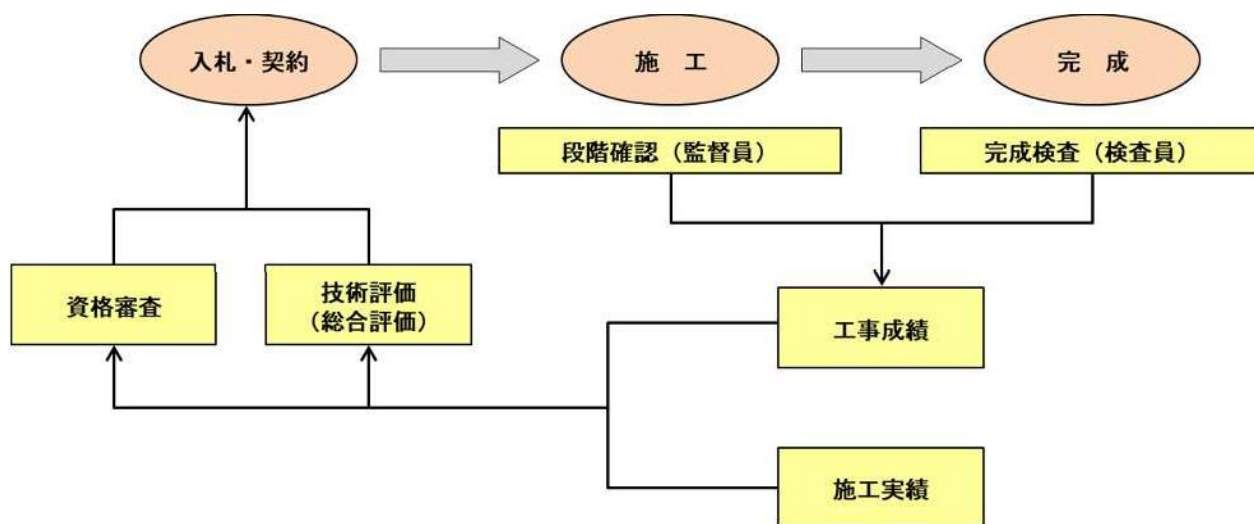 入札・契約
施　工
完　成
段階確認（監督員）
完成検査（検査員）
資格審査
技術評価
（総合評価）
工事成績
施工実績